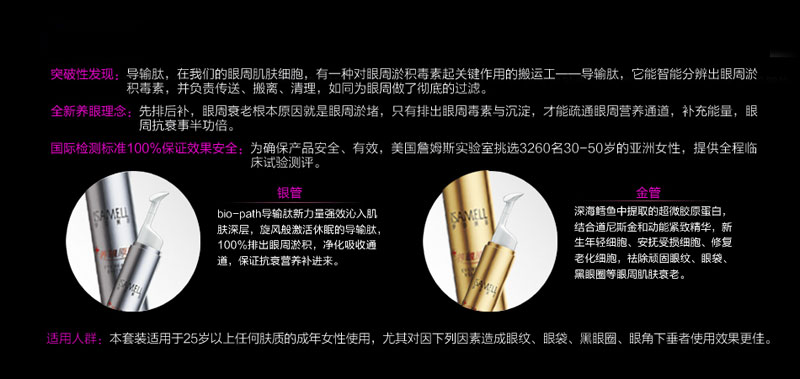 突破性发现：导输肽，在我们的眼周肌肤细胞，有一种对眼周淤积毒素起关键作用的搬运工——导输肽，它能智能分辨出眼周淤
积毒素，并负责传送、搬离、清理，如同为眼周做了彻底的过滤。
全新养眼理念：先排后补，眼周衰老根本原因就是眼周淤堵，只有排出眼周毒素与沉淀，才能疏通眼周营养通道，补充能量，眼
周抗衰事半功倍。
国际检测标准100%保证效果安全：为确保产品安全、有效，美国詹姆斯实验室挑选3260名30-50岁的亚洲女性，提供全程临
床试验测评。
银管
bio-path导输肽新力量强效沁入肌
肤深层，旋风般激活休眠的导输肽，
100%排出眼周淤积，净化吸收通
道，保证抗衰营养补进来。
金管
深海鳕鱼中提取的超微胶原蛋白，
结合道尼斯金和动能紧致精华，新
生年轻细胞、安抚受损细胞、修复
老化细胞，祛除顽固眼纹、眼袋、
黑眼圈等眼周肌肤衰老。
SAMELL
SAMELL
适用人群：本套装适用于25岁以上任何肤质的成年女性使用，尤其对因下列因素造成眼纹、眼袋、黑眼圈、眼角下垂者使用效果更佳。